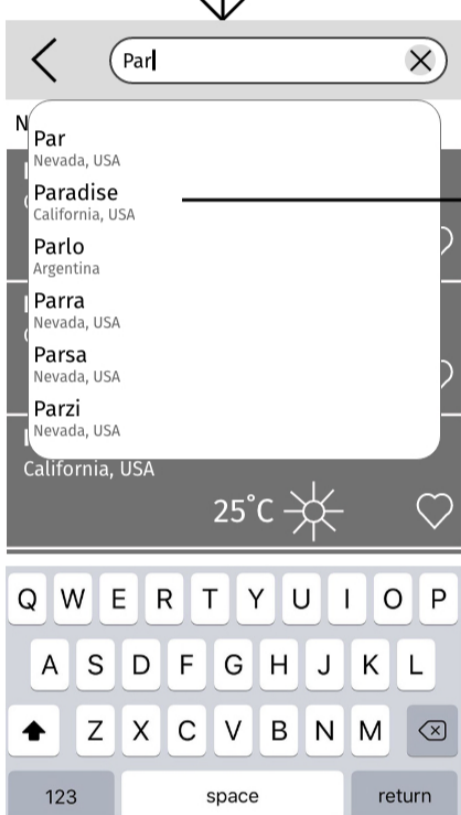 Par
N
Par
Nevada, USA
Paradise
California, USA
Parlo
Argentina
Parra
Nevada, USA
Parsa
Nevada, USA
Parzi
Nevada, USA
California, USA
25°C
Q W E R T Y U I O P
A S D F G H J K L
Z X C V B N M
123 space return